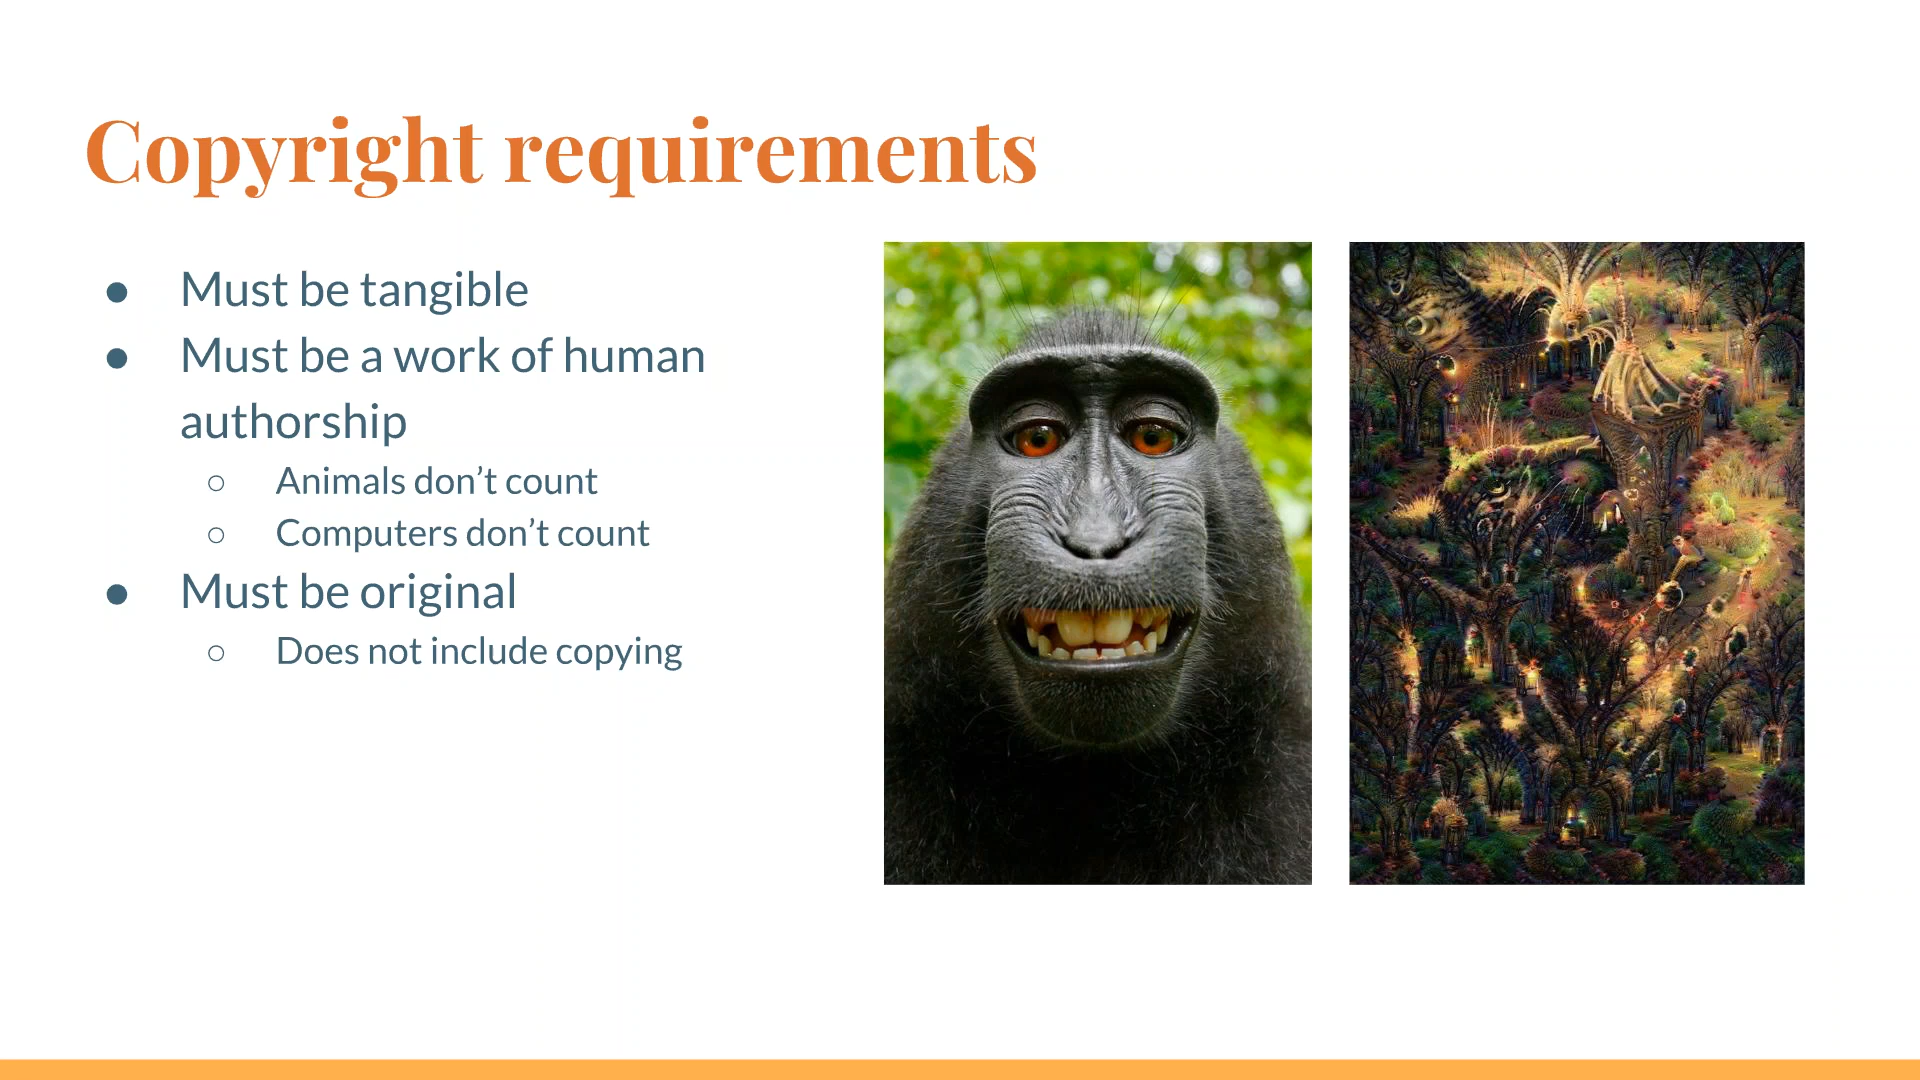 Copyright requirements
● Must be tangible
● Must be a work of human
authorship
○ Animals don’t count
○ Computers don’t count
● Must be original
○ Does not include copying